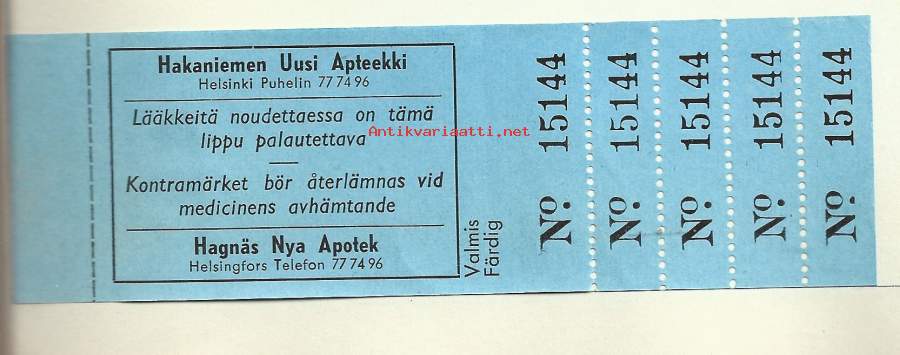 Hakaniemen Uusi Apteekki
Helsinki Puhelin 77 74 96
Lääkkeitä noudettaessa on tämä
lippu palautettava
Antikvariaatti.net
Kontramärket bör återlämnas vid
medicinens avhämtande
Hagnäs Nya Apotek
Helsingfors Telefon 77 74 96
Valmis
Färdig
Nº. 15144
Nº. 15144
Nº. 15144
Nº. 15144
Nº. 15144